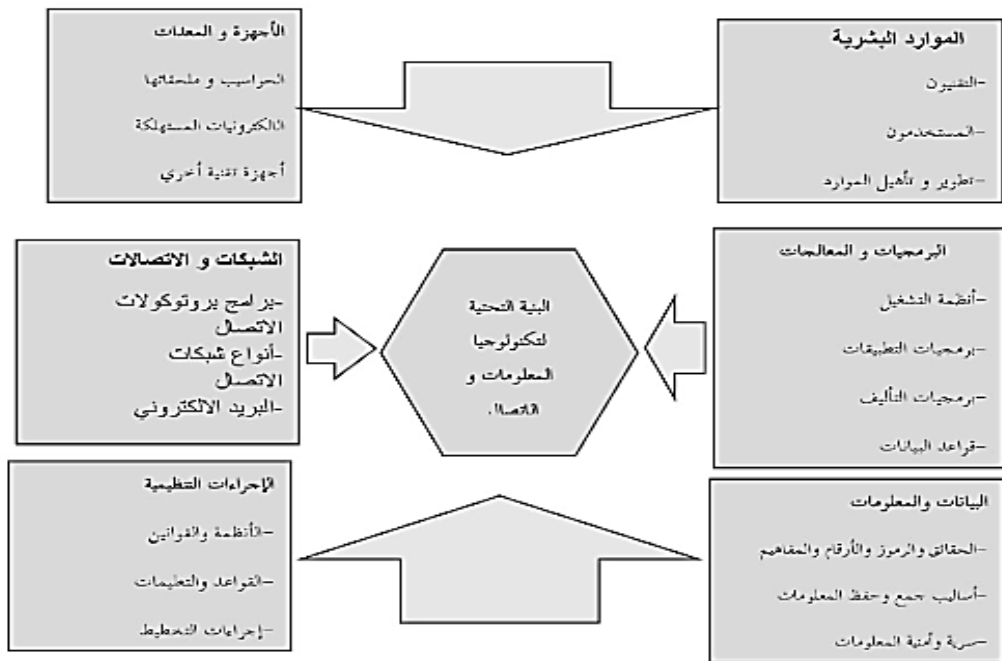 الموارد البشرية
-التقنيون
-المستخدمون
-تطوير و تأهيل الموارد
الأجهزة و المعدات
الحواسيب و ملحقاتها
الالكترونيات المستهلكة
أجهزة تقنية أخري
البرمجيات و المعالجات
-أنظمة التشغيل
-برمجيات التطبيقات
-برمجيات التأليف
-قواعد البيانات
البنية التحتية
لتكنولوجيا
المعلومات و
الشبكات و الاتصالات
-برامج بروتوكولات
الاتصال
-أنواع شبكات
الاتصال
-البريد الالكتروني
البيانات والمعلومات
-الحقائق والرموز والأرقام والمفاهيم
-أساليب جمع وحفظ المعلومات
-سرية وأمنية المعلومات
الإجراءات التنظيمية
-الأنظمة والقوانين
-القواعد والتعليمات
-إجراءات التخطيط